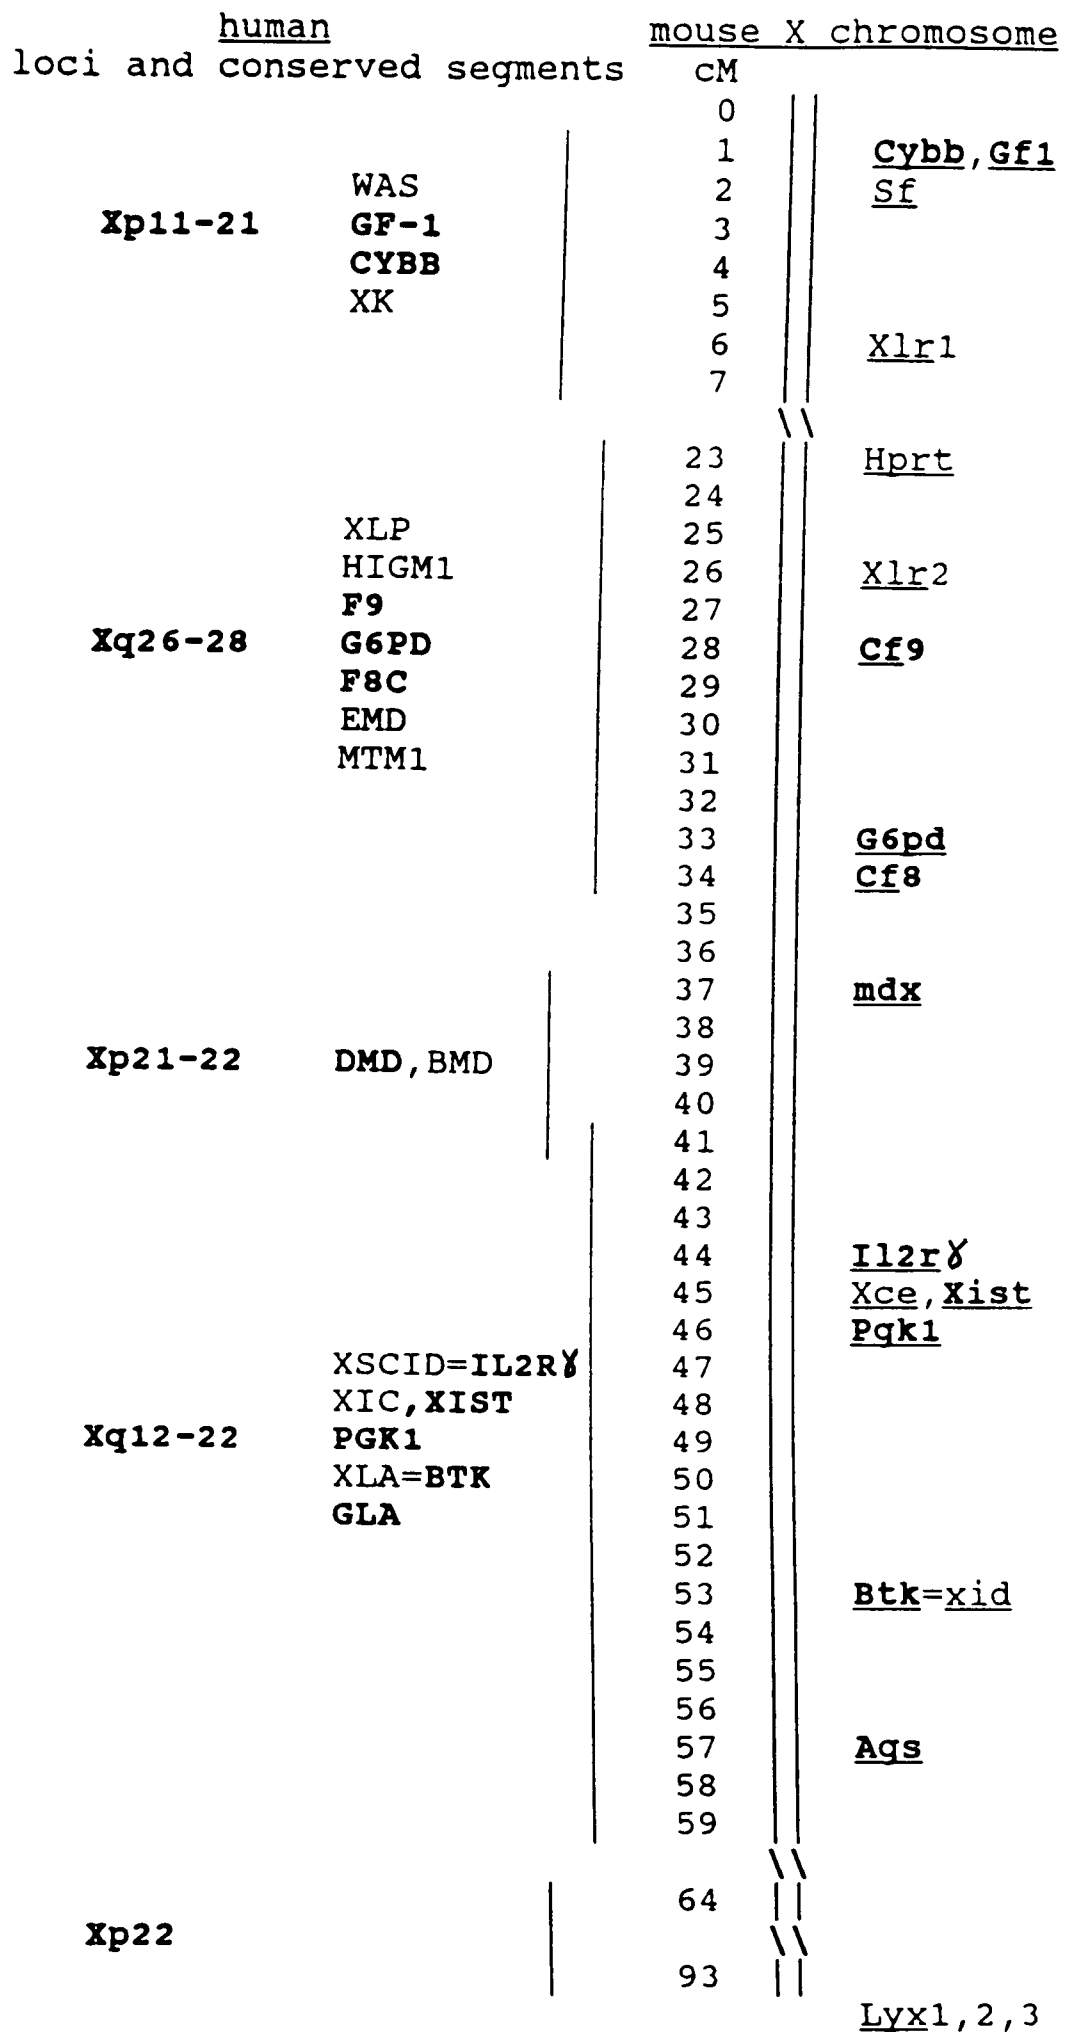 human mouse X chromosome
loci and conserved segments cM
0
1 Cybb, Gf1
WAS 2 Sf
Xp11-21 GF-1 3
CYBB 4
XK 5
6 Xlr1
7
23 Hprt
24
XLP 25
HIGM1 26 Xlr2
F9 27
Xq26-28 G6PD 28 Cf9
F8C 29
EMD 30
MTM1 31
32
33 G6pd
34 Cf8
35
36
37 mdx
38
Xp21-22 DMD, BMD 39
40
41
42
43
44 Il2rɣ
45 Xce, Xist
46 Pgk1
XSCID=IL2Rɣ 47
XIC, XIST 48
Xq12-22 PGK1 49
XLA=BTK 50
GLA 51
52
53 Btk=xid
54
55
56
57 Ags
58
59
64
Xp22
93
Lyx1,2,3